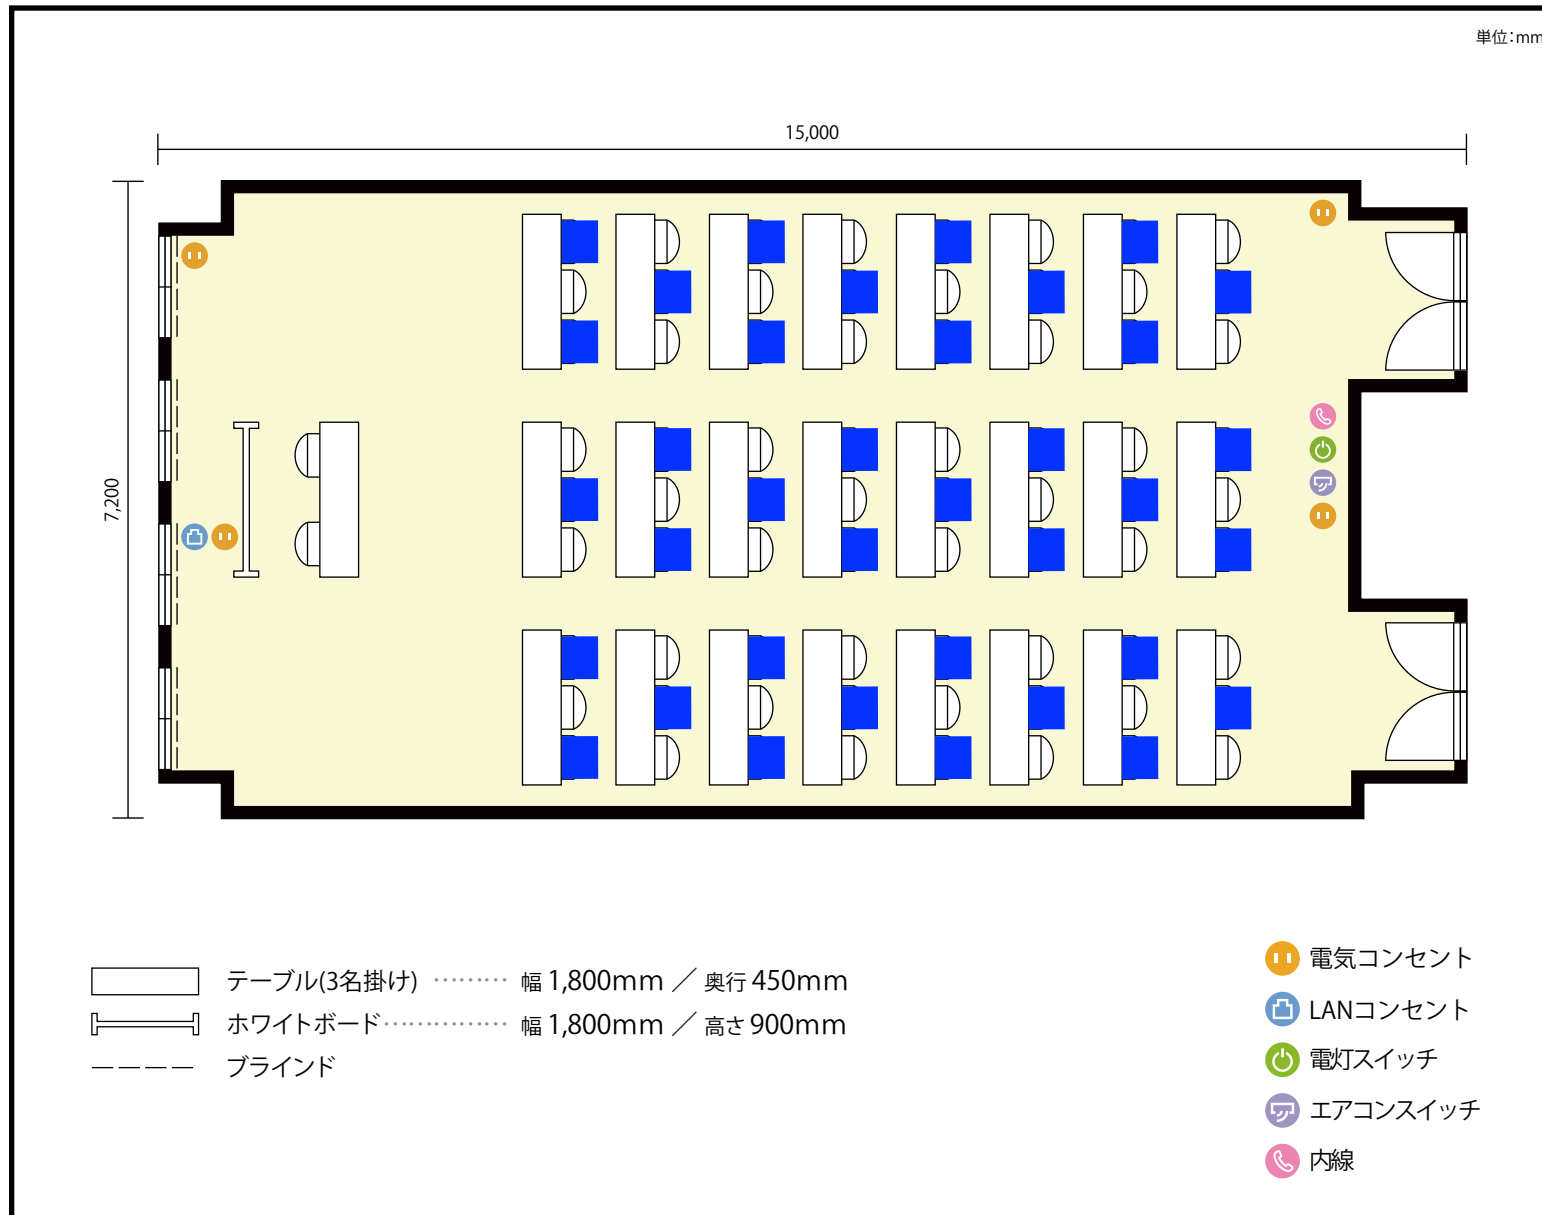 単位:mm
15,000
7,200
テーブル(3名掛け) ········· 幅 1,800mm ／ 奥行 450mm
ホワイトボード··············· 幅 1,800mm ／ 高さ 900mm
ブラインド
電気コンセント
LANコンセント
電灯スイッチ
エアコンスイッチ
内線